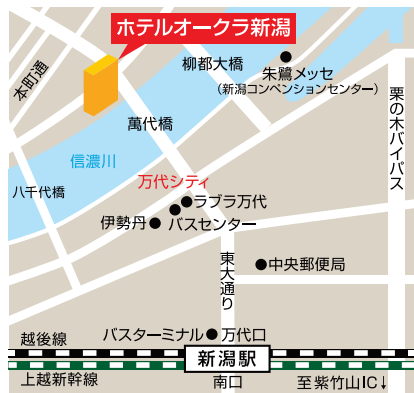 ホテルオークラ新潟
本町通
柳都大橋
朱鷺メッセ
(新潟コンベンションセンター)
栗の木バイパス
萬代橋
信濃川
万代シティ
八千代橋
ラブラ万代
伊勢丹
バスセンター
東大通り
中央郵便局
バスターミナル
万代口
越後線
新潟駅
上越新幹線
南口
至紫竹山IC↓